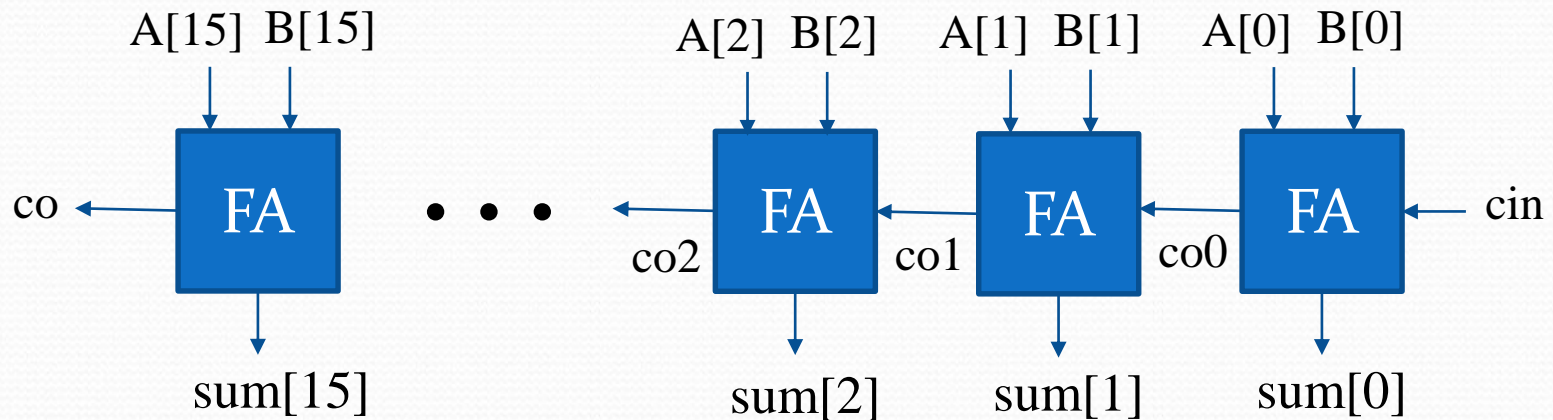 A[15] B[15] A[2] B[2] A[1] B[1] A[0] B[0]
co FA ● ● ● FA FA FA cin
co2 co1 co0
sum[15] sum[2] sum[1] sum[0]